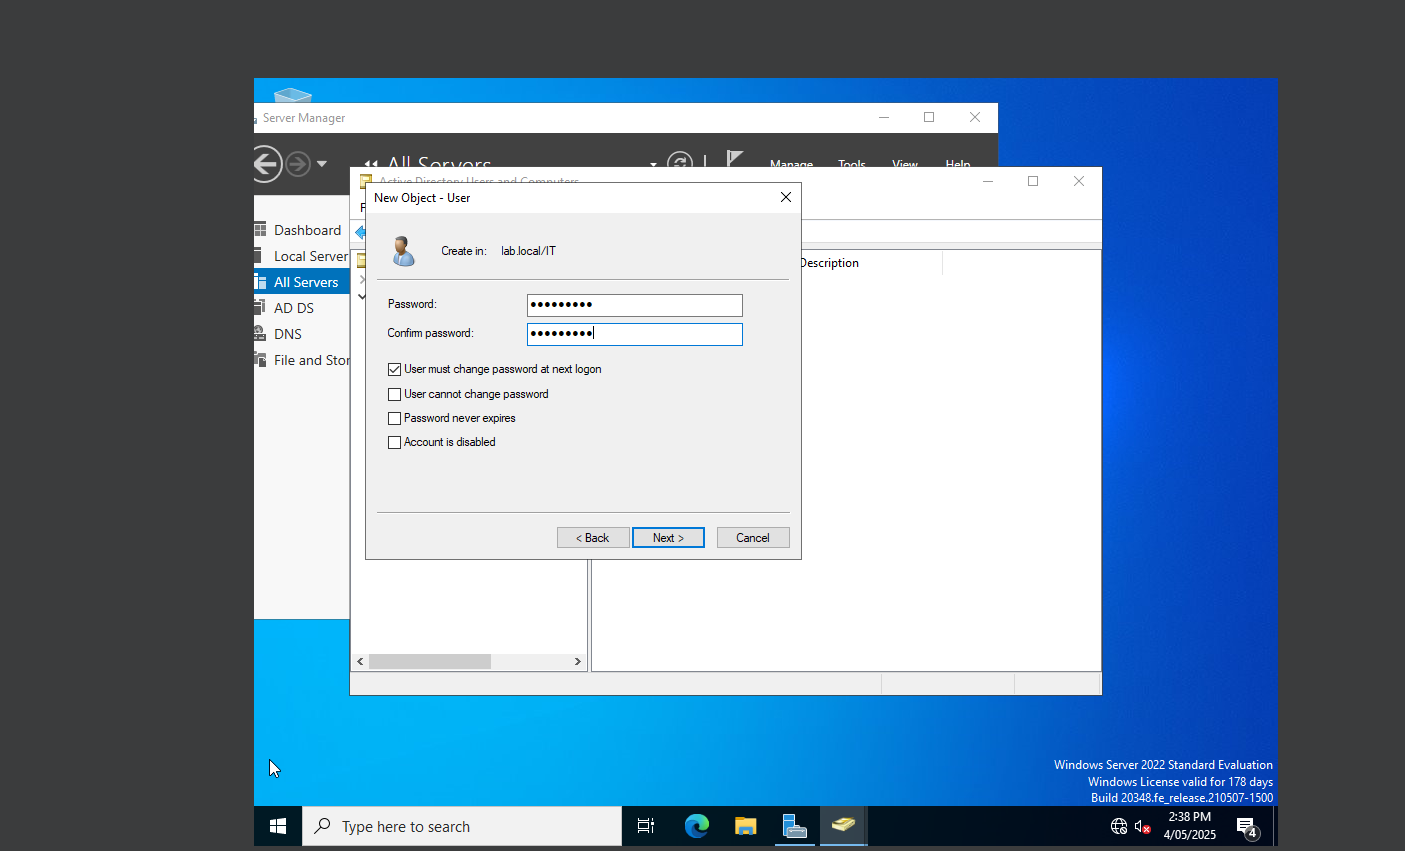 Server Manager
All Servers
Manage Tools View Help
Active Directory Users and Computers
New Object - User
Dashboard
Local Server
All Servers
AD DS
DNS
File and Stor
Create in: lab.local/IT
Description
Password:
Confirm password:
User must change password at next logon
User cannot change password
Password never expires
Account is disabled
< Back Next > Cancel
Windows Server 2022 Standard Evaluation
Windows License valid for 178 days
Build 20348.fe_release.210507-1500
Type here to search
2:38 PM
4/05/2025
4